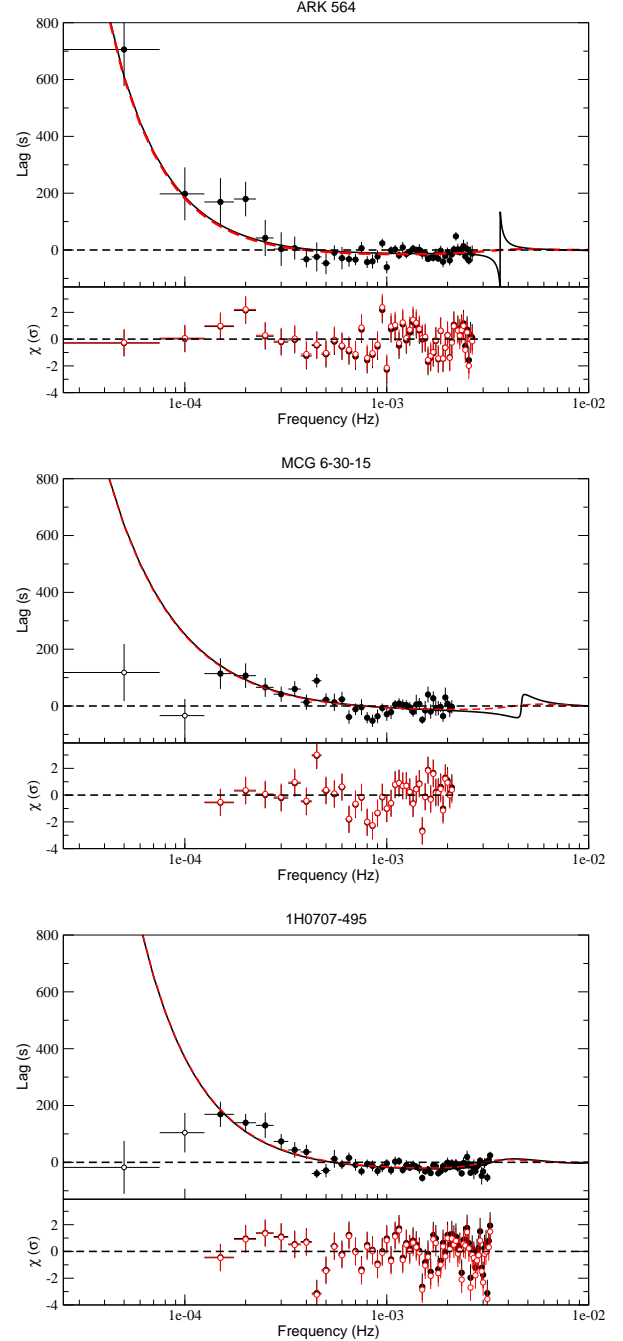 ARK 564
800
600
400
200
0
Lag (s)
2
0
-2
-4
χ (σ)
1e-04 1e-03 1e-02
Frequency (Hz)
MCG 6-30-15
800
600
400
200
0
Lag (s)
2
0
-2
-4
χ (σ)
1e-04 1e-03 1e-02
Frequency (Hz)
1H0707-495
800
600
400
200
0
Lag (s)
2
0
-2
-4
χ (σ)
1e-04 1e-03 1e-02
Frequency (Hz)